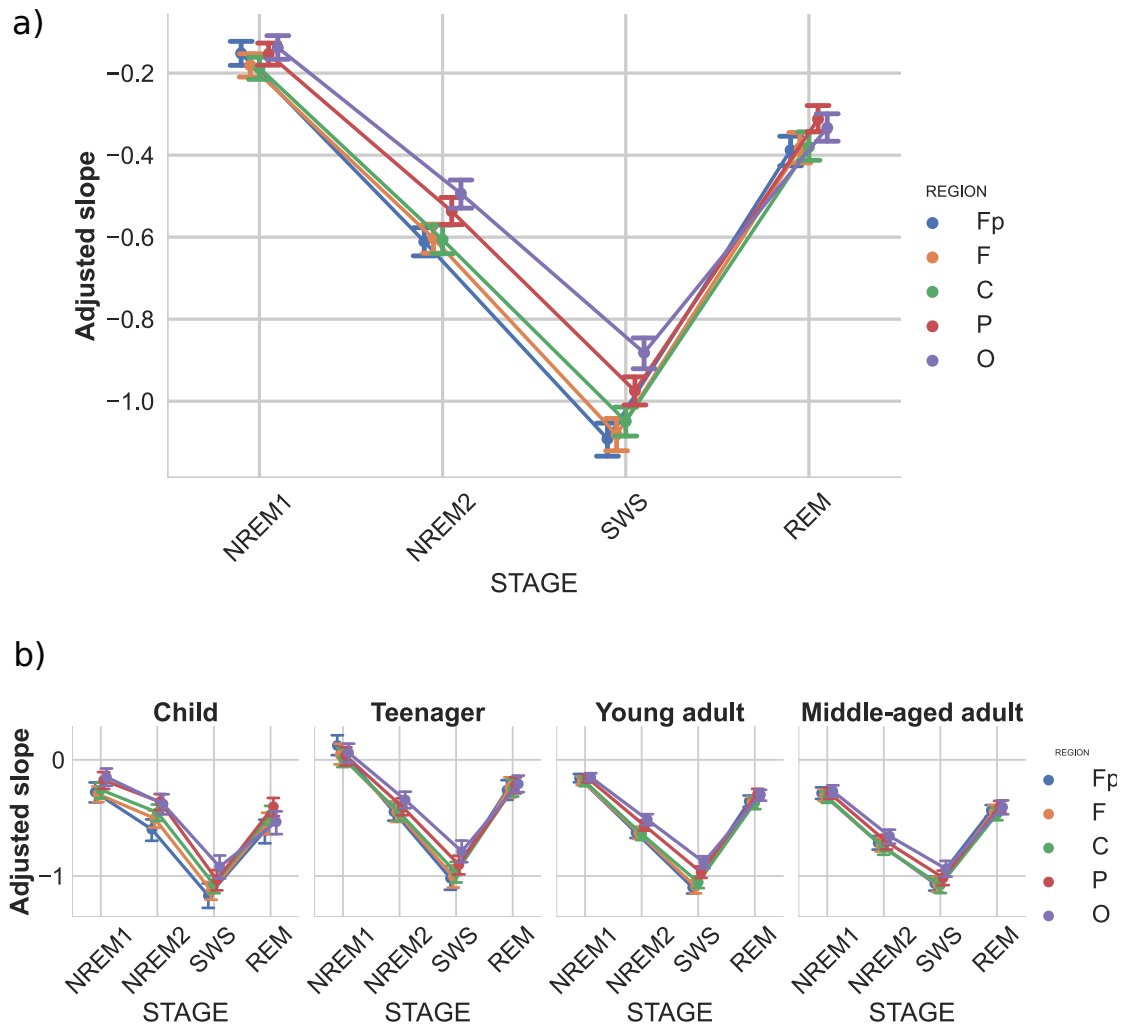 a)
Adjusted slope
−0.2
−0.4
−0.6
−0.8
−1.0
NREM1
NREM2
SWS
REM
STAGE
REGION
Fp
F
C
P
O
b)
Child
Teenager
Young adult
Middle-aged adult
Adjusted slope
0
−1
NREM1 NREM2 SWS REM
NREM1 NREM2 SWS REM
NREM1 NREM2 SWS REM
NREM1 NREM2 SWS REM
STAGE
STAGE
STAGE
STAGE
REGION
Fp
F
C
P
O